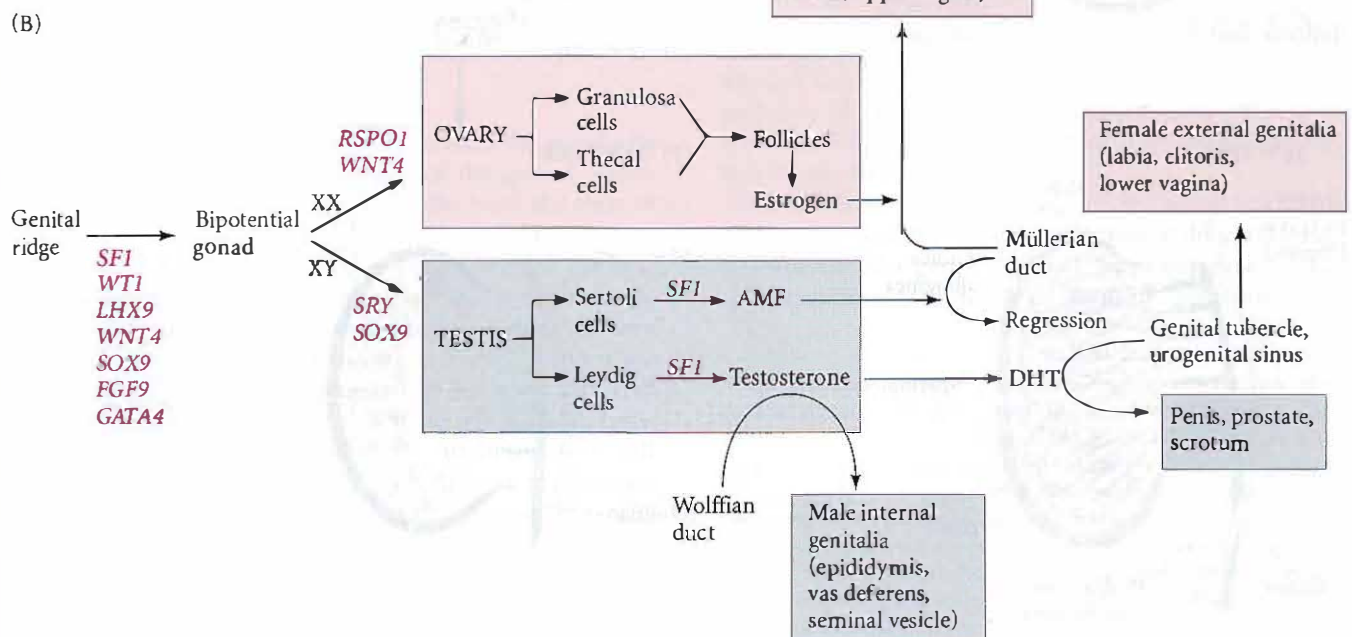 (B)
RSPO1
WNT4
OVARY
Granulosa
cells
Thecal
cells
Follicles
Estrogen
Female external genitalia
(labia, clitoris,
lower vagina)
Genital
ridge
SF1
WT1
LHX9
WNT4
SOX9
FGF9
GATA4
Bipotential
gonad
XX
XY
SRY
SOX9
TESTIS
Sertoli
cells
SF1
AMF
Leydig
cells
SF1
Testosterone
Müllerian
duct
Regression
DHT
Genital tubercle,
urogenital sinus
Penis, prostate,
scrotum
Wolffian
duct
Male internal
genitalia
(epididymis,
vas deferens,
seminal vesicle)